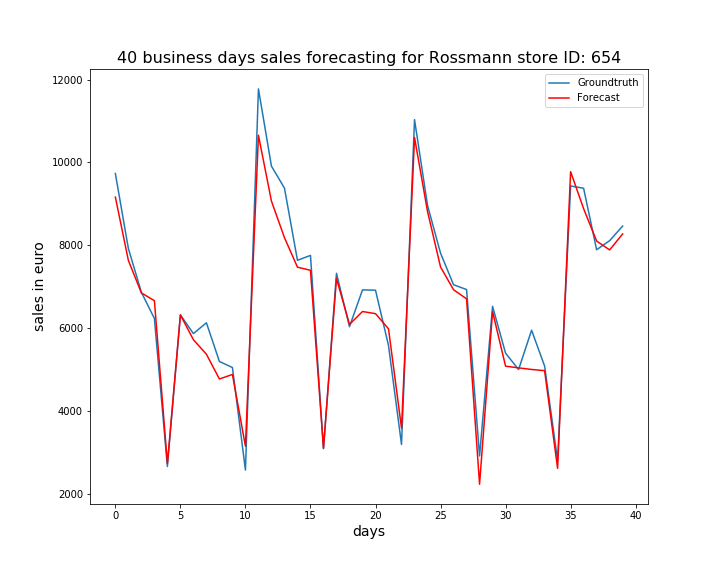 40 business days sales forecasting for Rossmann store ID: 654
Groundtruth
Forecast
12000
10000
8000
6000
4000
2000
sales in euro
0 5 10 15 20 25 30 35 40
days